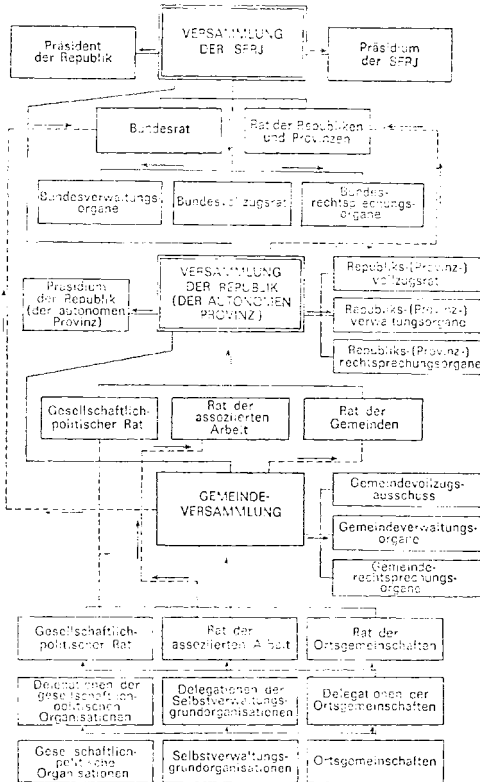 VERSAMMLUNG
DER SFRJ
Präsident
der Republik
Präsidium
der SFRJ
Bundesrat
Rat der Republiken
und Provinzen
Bundesverwaltungs-
organe
Bundesvollzugsrat
Bundes-
rechtsprechungs-
organe
VERSAMMLUNG
DER REPUBLIK
(DER AUTONOMEN
PROVINZ)
Präsidium
der Republik
(der autonomen
Provinz)
Republiks-(Provinz-)
vollzugsrat
Republiks-(Provinz-)
verwaltungsorgane
Republiks-(Provinz-)
rechtsprechungsorgane
Gesellschaftlich-
politischer Rat
Rat der
assoziierten
Arbeit
Rat der
Gemeinden
GEMEINDE-
VERSAMMLUNG
Gemeindevollzugs-
ausschuss
Gemeindeverwaltungs-
organe
Gemeinde-
rechtsprechungs-
organe
Gesellschaftlich-
politischer Rat
Rat der
assoziierten Arbeit
Rat der
Ortsgemeinschaften
Delegationen der
gesellschaftlich-
politischen
Organisationen
Delegationen der
Selbstverwaltungs-
grundorganisationen
Delegationen der
Ortsgemeinschaften
Gesellschaftlich-
politische
Organisationen
Selbstverwaltungs-
grundorganisationen
Ortsgemeinschaften